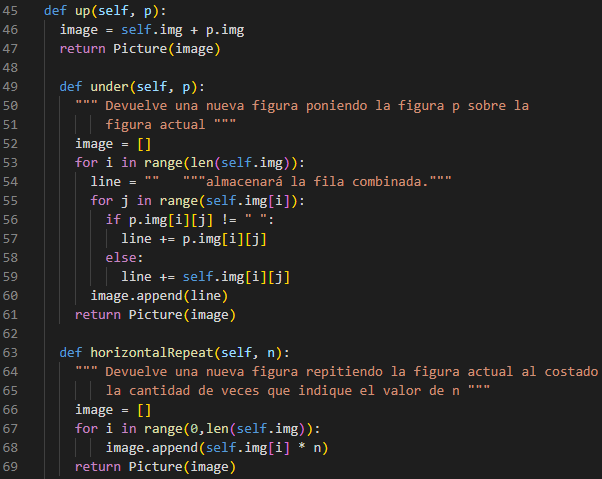 45 def up(self, p):
46 image = self.img + p.img
47 return Picture(image)
48
49 def under(self, p):
50 """ Devuelve una nueva figura poniendo la figura p sobre la
51 figura actual """
52 image = []
53 for i in range(len(self.img)):
54 line = "" """almacenará la fila combinada."""
55 for j in range(self.img[i]):
56 if p.img[i][j] != " ":
57 line += p.img[i][j]
58 else:
59 line += self.img[i][j]
60 image.append(line)
61 return Picture(image)
62
63 def horizontalRepeat(self, n):
64 """ Devuelve una nueva figura repitiendo la figura actual al costado
65 la cantidad de veces que indique el valor de n """
66 image = []
67 for i in range(0,len(self.img)):
68 image.append(self.img[i] * n)
69 return Picture(image)